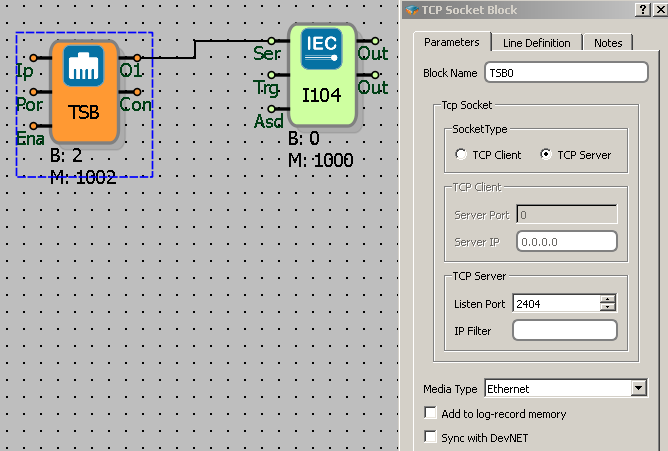 TCP Socket Block
Parameters
Line Definition
Notes
Block Name
TSB0
Tcp Socket
SocketType
TCP Client
TCP Server
TCP Client
Server Port
0
Server IP
0.0.0.0
TCP Server
Listen Port
2404
IP Filter
Media Type
Ethernet
Add to log-record memory
Sync with DevNET
Ip
Q1
Por
Con
TSB
Ena
B: 2
M: 1002
IEC
Ser
Out
Trg
Out
I104
Asd
B: 0
M: 1000